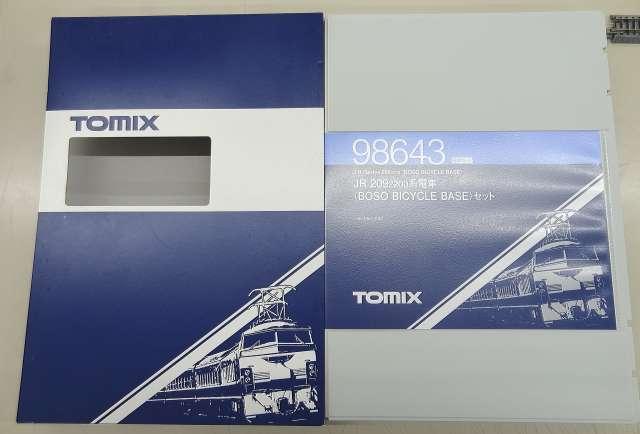 TOMIX
98643
JR 209 2200系電車
(BOSO BICYCLE BASE)セット
TOMIX